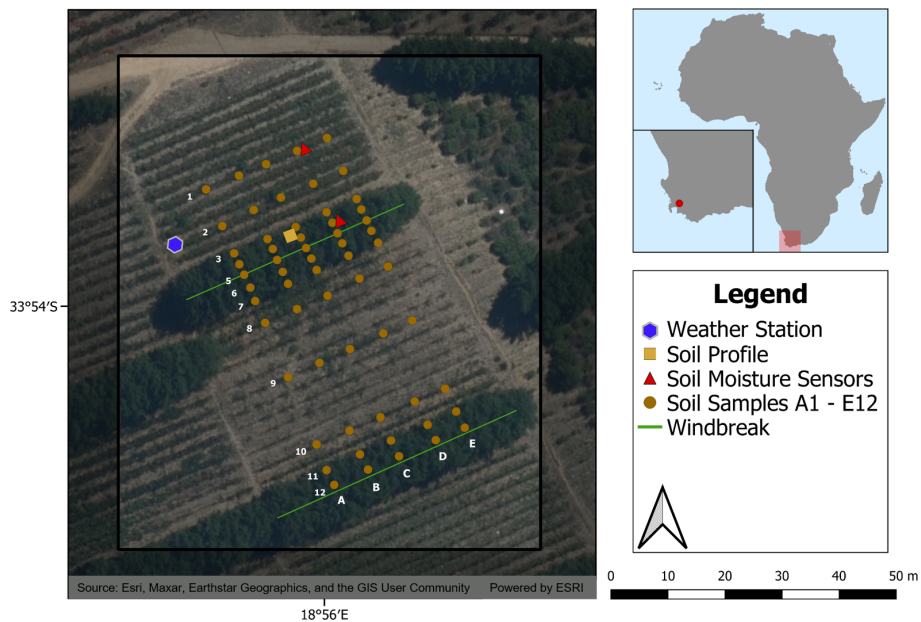 1
2
3
5
6
7
8
9
10
11
12
A
B
C
D
E
33°54′S
18°56′E
Source: Esri, Maxar, Earthstar Geographics, and the GIS User Community Powered by ESRI
Legend
Weather Station
Soil Profile
Soil Moisture Sensors
Soil Samples A1 - E12
Windbreak
0 10 20 30 40 50 m